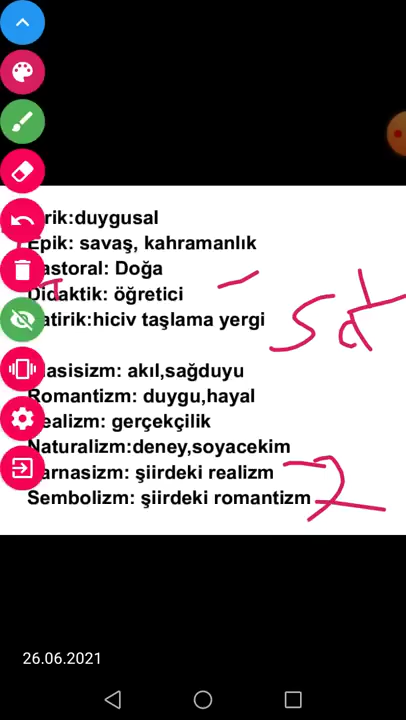 rik:duygusal
Epik: savaş, kahramanlık
astoral: Doğa
Didaktik: öğretici
atirik:hiciv taşlama yergi
lasisizm: akıl,sağduyu
Romantizm: duygu,hayal
ealizm: gerçekçilik
Naturalizm:deney,soyacekim
arnasizm: şiirdeki realizm
Sembolizm: şiirdeki romantizm
26.06.2021